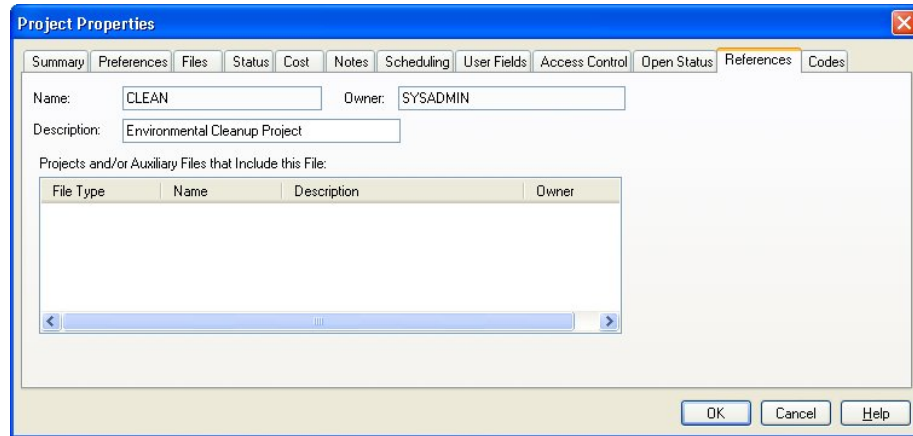 Project Properties
Summary Preferences Files Status Cost Notes Scheduling User Fields Access Control Open Status References Codes
Name: CLEAN Owner: SYSADMIN
Description: Environmental Cleanup Project
Projects and/or Auxiliary Files that Include this File:
File Type Name Description Owner
OK Cancel Help